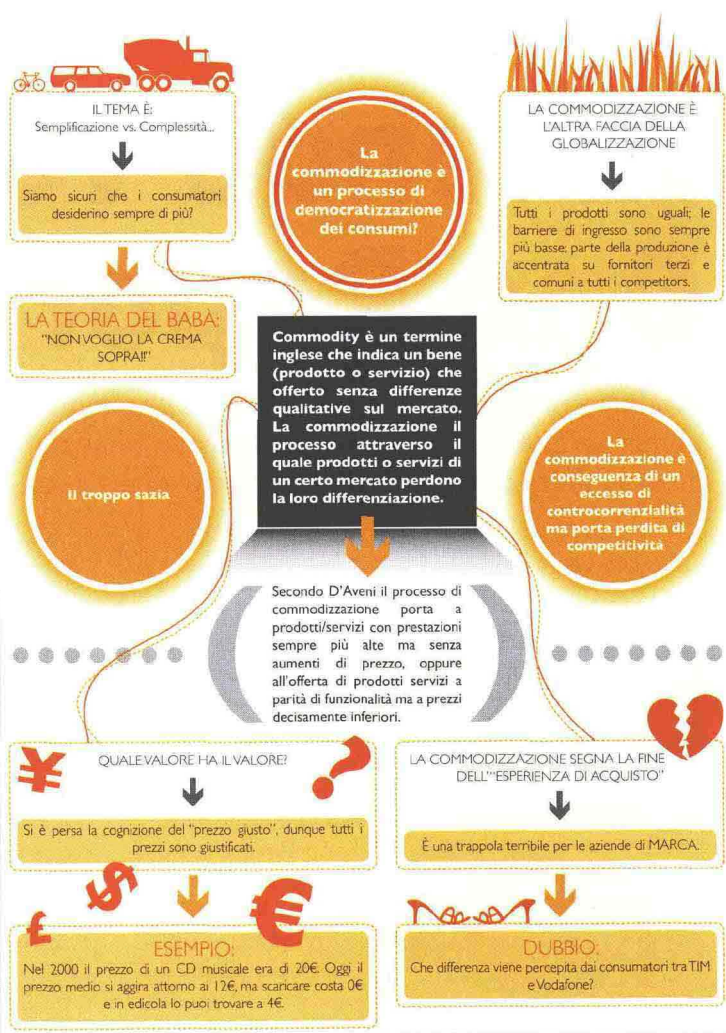 IL TEMA È:
Semplificazione vs. Complessità...
Siamo sicuri che i consumatori
desiderino sempre di più?
LA TEORIA DEL BABÀ:
"NON VOGLIO LA CREMA
SOPRA!!"
La
commodizzazione è
un processo di
democratizzazione
dei consumi?
LA COMMODIZZAZIONE È
L'ALTRA FACCIA DELLA
GLOBALIZZAZIONE
Tutti i prodotti sono uguali; le
barriere di ingresso sono sempre
più basse; parte della produzione è
accentrata su fornitori terzi e
comuni a tutti i competitors.
Commodity è un termine
inglese che indica un bene
(prodotto o servizio) che
offerto senza differenze
qualitative sul mercato.
La commodizzazione il
processo attraverso il
quale prodotti o servizi di
un certo mercato perdono
la loro differenziazione.
Il troppo sazia
La
commodizzazione è
conseguenza di un
eccesso di
controcorrenzialità
ma porta perdita di
competitività
Secondo D'Aveni il processo di
commodizzazione porta a
prodotti/servizi con prestazioni
sempre più alte ma senza
aumenti di prezzo, oppure
all'offerta di prodotti servizi a
parità di funzionalità ma a prezzi
decisamente inferiori.
¥
QUALE VALORE HA IL VALORE?
?
Si è persa la cognizione del "prezzo giusto", dunque tutti i
prezzi sono giustificati.
£
$
€
ESEMPIO:
Nel 2000 il prezzo di un CD musicale era di 20€. Oggi il
prezzo medio si aggira attorno ai 12€, ma scaricare costa 0€
e in edicola lo puoi trovare a 4€.
LA COMMODIZZAZIONE SEGNA LA FINE
DELL'"ESPERIENZA DI ACQUISTO"
È una trappola terribile per le aziende di MARCA.
DUBBIO:
Che differenza viene percepita dai consumatori tra TIM
e Vodafone?